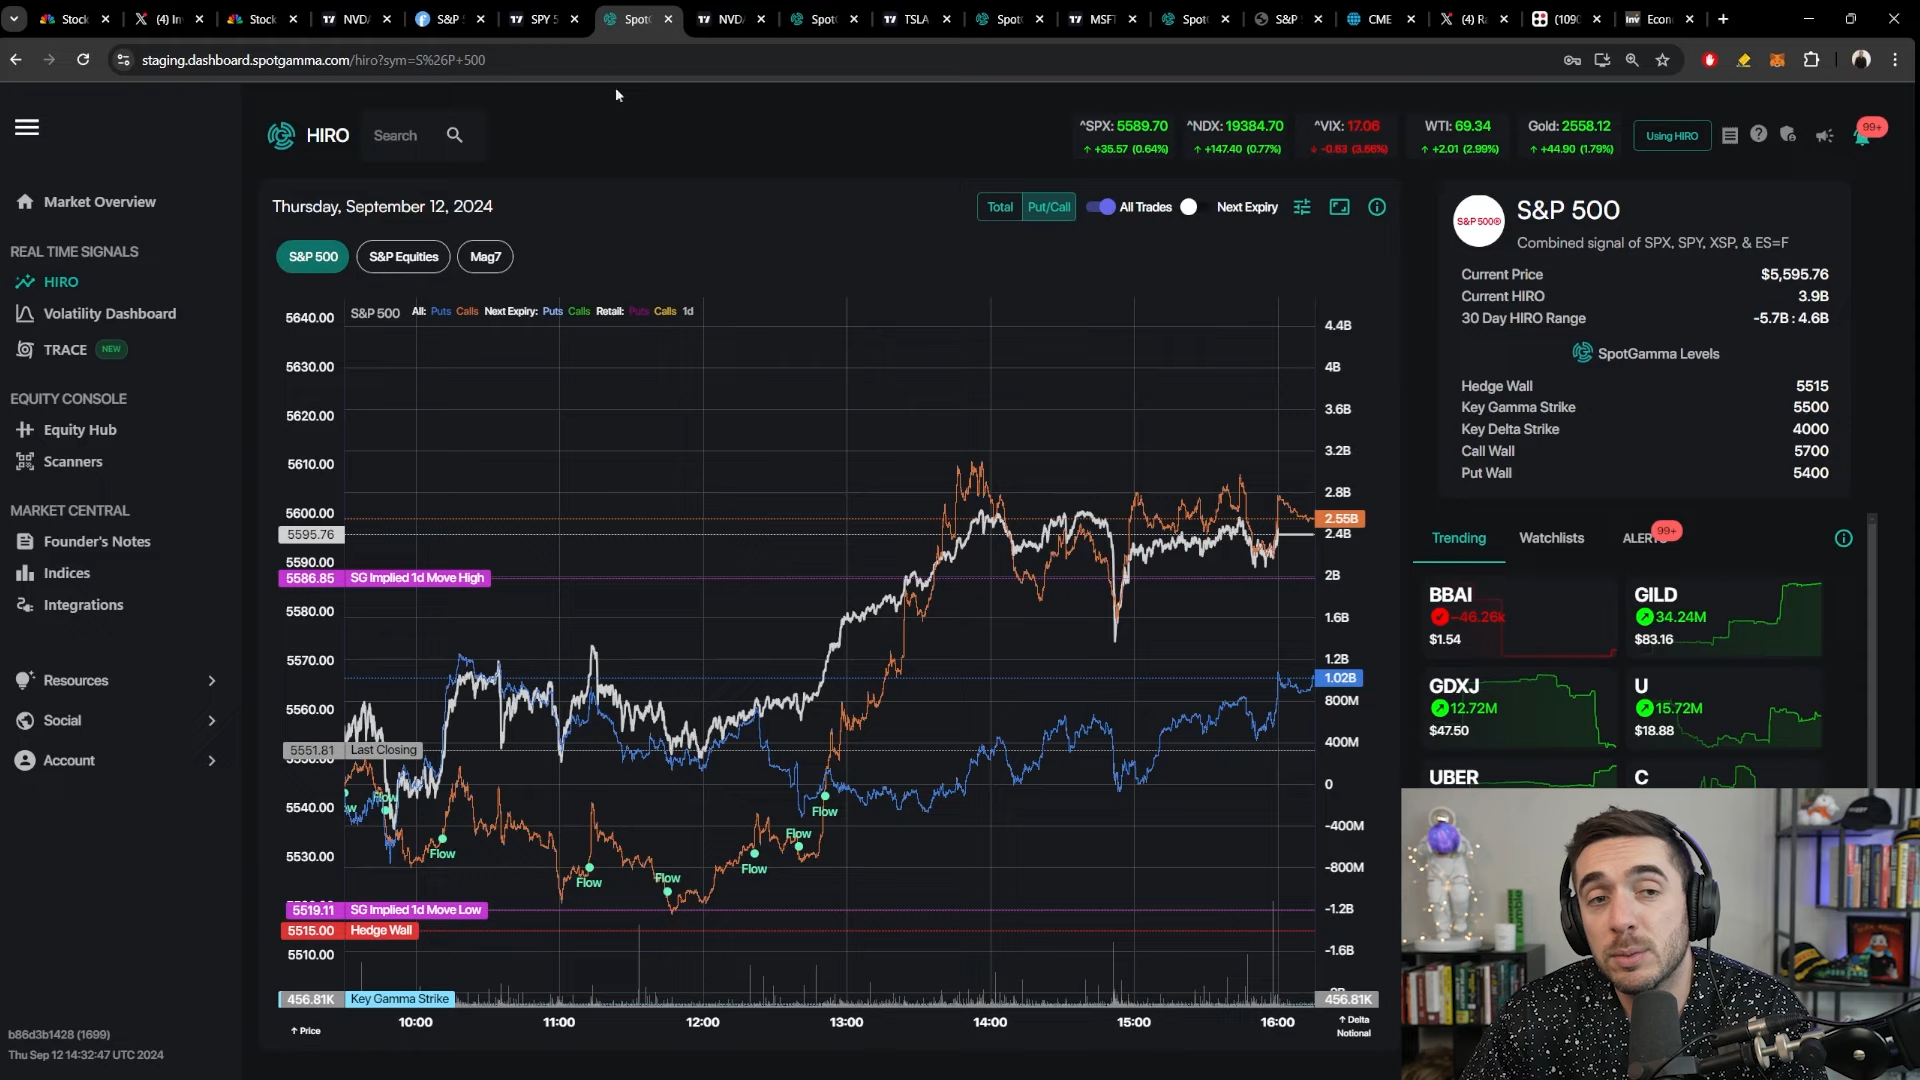 Stock
(4) In
Stock
NVD
S&P
SPY 5
Spot
NVD
Spot
TSLA
Spot
MSFT
Spot
S&P
CME
(4) R
(109
Econ
staging.dashboard.spotgamma.com/hiro?sym=S%26P+500
HIRO
Search
^SPX: 5589.70 ^NDX: 19384.70 ^VIX: 17.06 WTI: 69.34 Gold: 2558.12
+35.57 (0.64%) +147.40 (0.77%) -0.63 (3.56%) +2.01 (2.99%) +44.90 (1.79%)
Using HIRO
99+
Market Overview
REAL TIME SIGNALS
HIRO
Volatility Dashboard
TRACE NEW
EQUITY CONSOLE
Equity Hub
Scanners
MARKET CENTRAL
Founder's Notes
Indices
Integrations
Resources
Social
Account
b86d3b1428 (1699)
Thu Sep 12 14:32:47 UTC 2024
Thursday, September 12, 2024
Total Put/Call All Trades Next Expiry
S&P 500 S&P Equities Mag7
S&P 500 All: Puts Calls Next Expiry: Puts Calls Retail: Puts Calls 1d
5640.00
5630.00
5620.00
5610.00
5600.00
5595.76
5590.00
5586.85 SG Implied 1d Move High
5580.00
5570.00
5560.00
5551.81 Last Closing
5550.00
5540.00
5530.00
5519.11 SG Implied 1d Move Low
5515.00 Hedge Wall
5510.00
456.81K Key Gamma Strike
Flow
Flow
Flow
Flow
Flow
Flow
Flow
4.4B
4B
3.6B
3.2B
2.8B
2.55B
2.4B
2B
1.6B
1.2B
1.02B
800M
400M
0
-400M
-800M
-1.2B
-1.6B
456.81K
↑ Price
10:00 11:00 12:00 13:00 14:00 15:00 16:00
↑ Delta
Notional
S&P 500®
S&P 500
Combined signal of SPX, SPY, XSP, & ES=F
Current Price $5,595.76
Current HIRO 3.9B
30 Day HIRO Range -5.7B : 4.6B
SpotGamma Levels
Hedge Wall 5515
Key Gamma Strike 5500
Key Delta Strike 4000
Call Wall 5700
Put Wall 5400
Trending Watchlists ALERT 99+
BBAI
-46.26k
$1.54
GILD
34.24M
$83.16
GDXJ
12.72M
$47.50
U
15.72M
$18.88
UBER
C